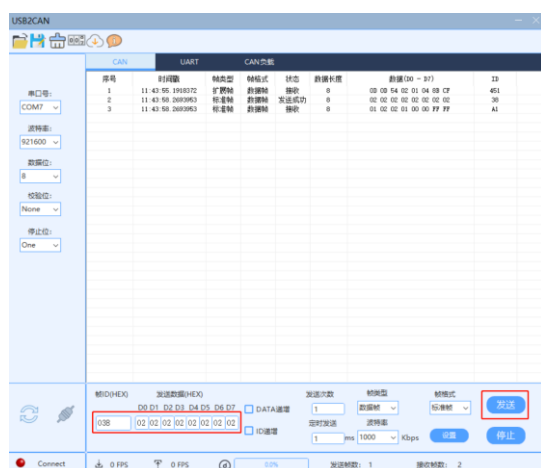 USB2CAN
CAN UART CAN负载
序号 时间戳 帧类型 帧格式 状态 数据长度 数据(D0 - D7) ID
1 11:43:55.1918372 扩展帧 数据帧 接收 8 0D 0D 54 02 01 04 8B CF 451
2 11:43:58.2693953 标准帧 数据帧 发送成功 8 02 02 02 02 02 02 02 02 38
3 11:43:58.2693953 标准帧 数据帧 接收 8 01 02 02 01 00 00 FF FF A1
串口号:
COM7
波特率:
921600
数据位:
8
校验位:
None
停止位:
One
帧ID(HEX) 发送数据(HEX) 发送次数 帧类型 帧格式
D0 D1 D2 D3 D4 D5 D6 D7 DATA递增 1 数据帧 标准帧 发送
038 02 02 02 02 02 02 02 02 ID递增 定时发送 波特率
1 ms 1000 Kbps 设置 停止
Connect 0 FPS 0 FPS 0.0% 发送帧数: 1 接收帧数: 2